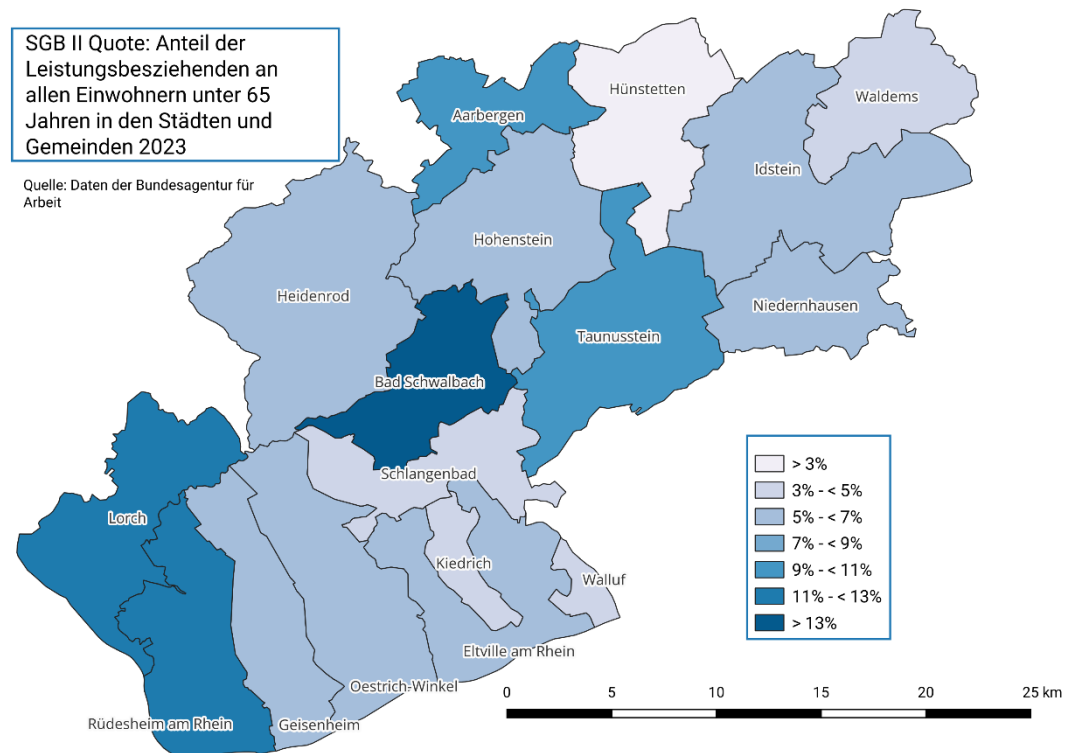 SGB II Quote: Anteil der
Leistungsbesziehenden an
allen Einwohnern unter 65
Jahren in den Städten und
Gemeinden 2023
Quelle: Daten der Bundesagentur für
Arbeit
Hünstetten
Waldems
Aarbergen
Idstein
Hohenstein
Heidenrod
Niedernhausen
Taunusstein
Bad Schwalbach
Schlangenbad
Lorch
Kiedrich
Walluf
Eltville am Rhein
Oestrich-Winkel
Rüdesheim am Rhein
Geisenheim
> 3%
3% - < 5%
5% - < 7%
7% - < 9%
9% - < 11%
11% - < 13%
> 13%
0 5 10 15 20 25 km